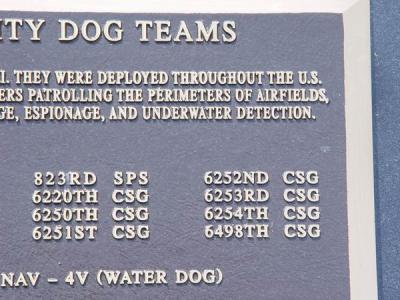 ITY DOG TEAMS
I. THEY WERE DEPLOYED THROUGHOUT THE U.S.
ERS PATROLLING THE PERIMETERS OF AIRFIELDS,
GE, ESPIONAGE, AND UNDERWATER DETECTION.
823RD SPS 6252ND CSG
6220TH CSG 6253RD CSG
6250TH CSG 6254TH CSG
6251ST CSG 6498TH CSG
NAV – 4V (WATER DOG)